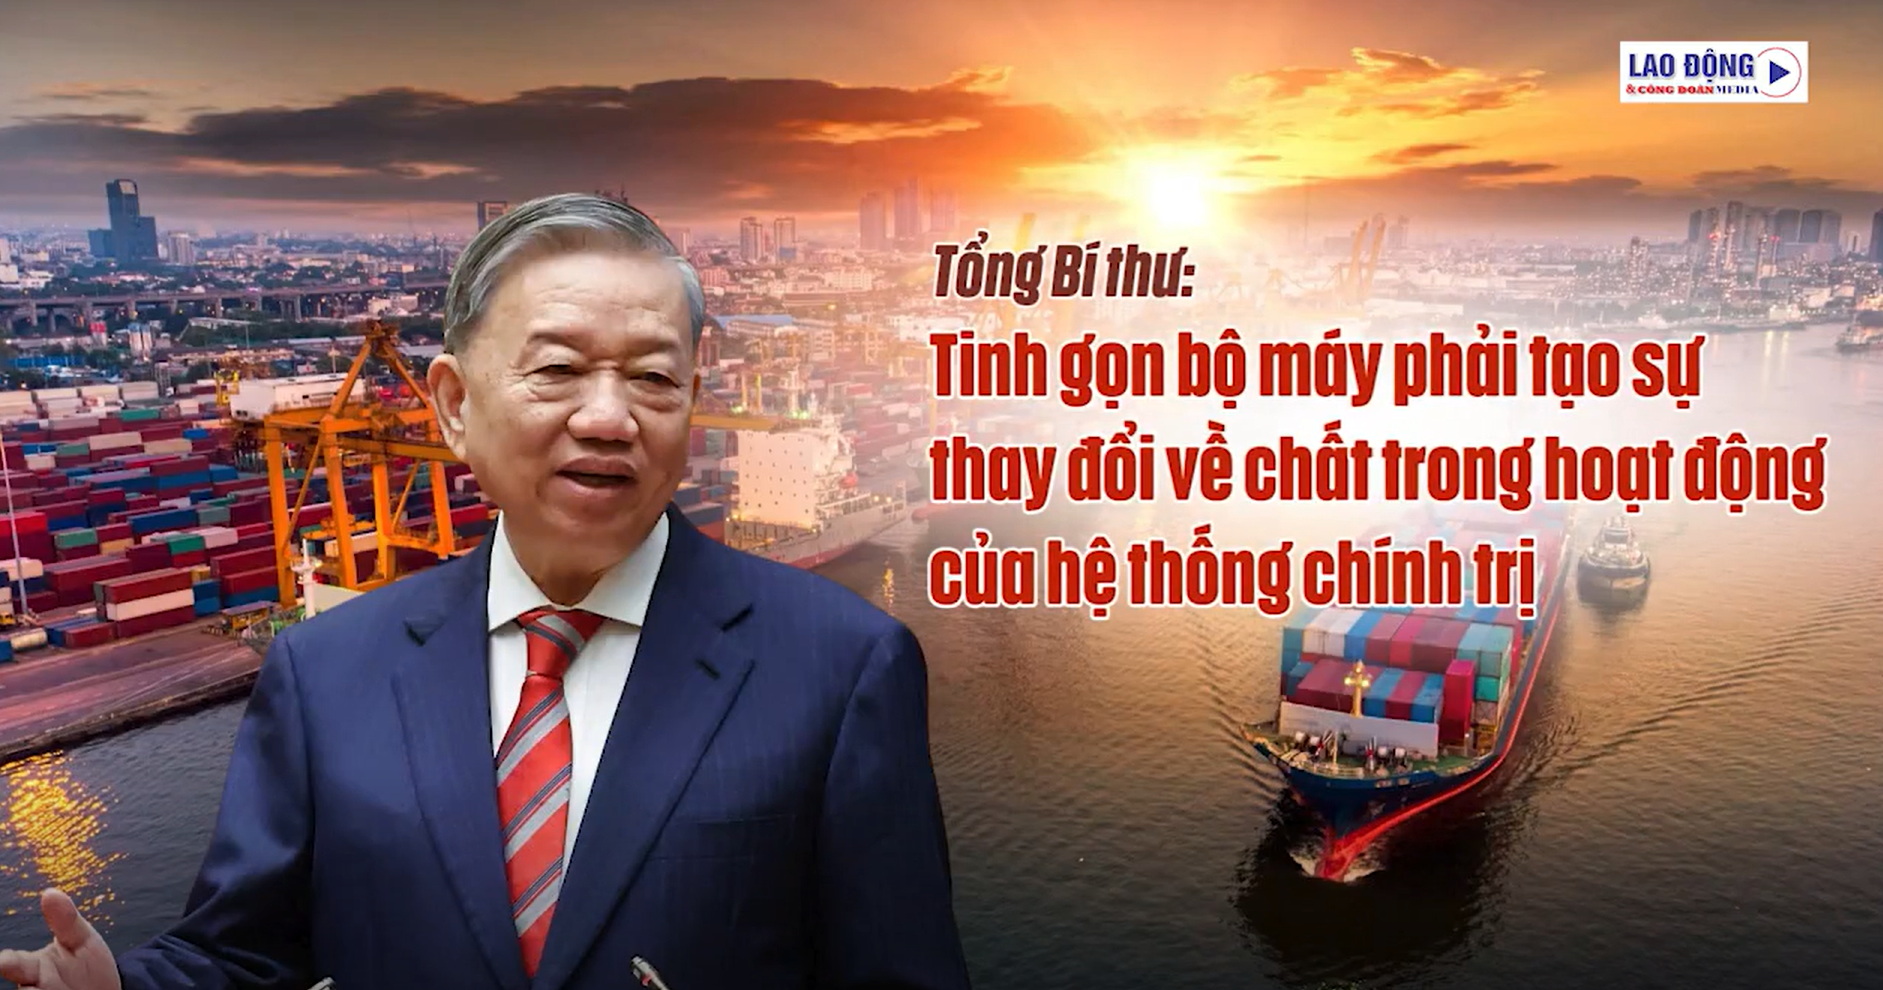 LAO ĐỘNG
& CÔNG ĐOÀN MEDIA
Tổng Bí thư:
Tinh gọn bộ máy phải tạo sự
thay đổi về chất trong hoạt động
của hệ thống chính trị